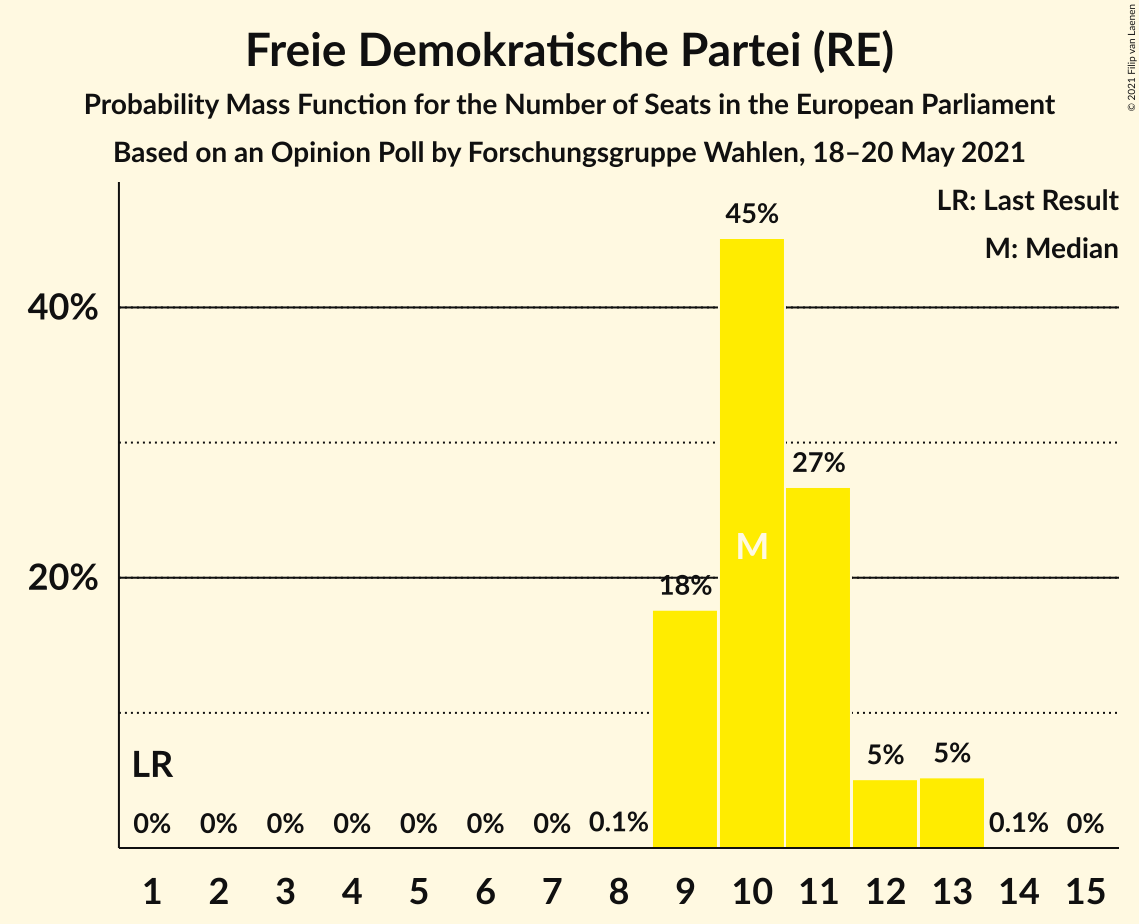 Freie Demokratische Partei (RE)
Probability Mass Function for the Number of Seats in the European Parliament
Based on an Opinion Poll by Forschungsgruppe Wahlen, 18–20 May 2021
© 2021 Filip van Laenen
LR: Last Result
M: Median
45%
40%
27%
M
20%
18%
LR
5%
5%
0% 0% 0% 0% 0% 0% 0% 0.1% 0.1% 0%
1 2 3 4 5 6 7 8 9 10 11 12 13 14 15